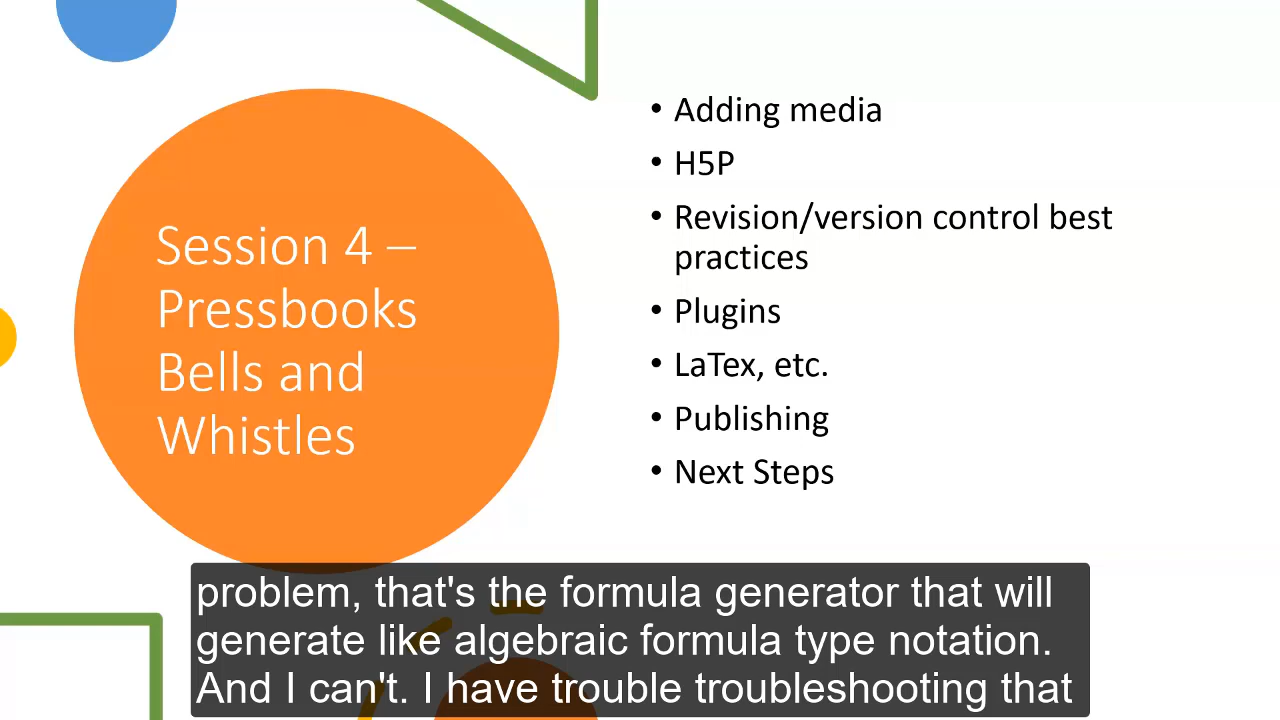 Session 4 –
Pressbooks
Bells and
Whistles
• Adding media
• H5P
• Revision/version control best
practices
• Plugins
• LaTex, etc.
• Publishing
• Next Steps
problem, that's the formula generator that will
generate like algebraic formula type notation.
And I can't. I have trouble troubleshooting that